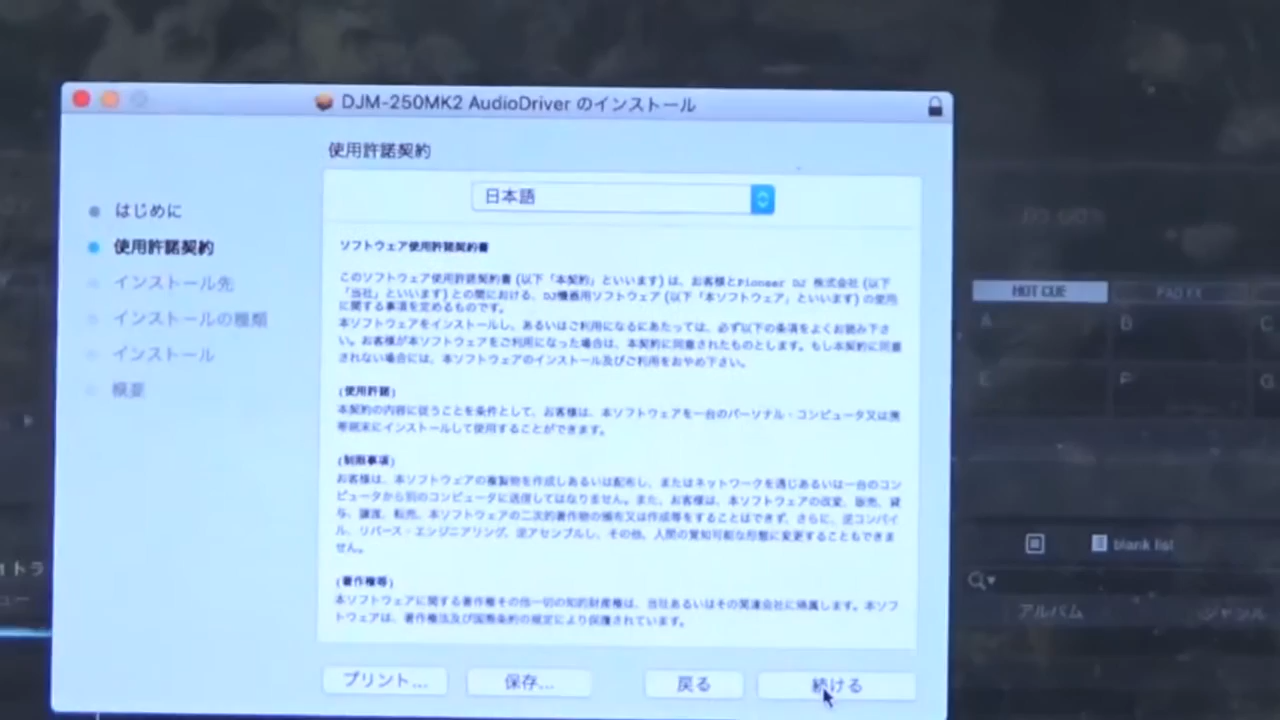 DJM-250MK2 AudioDriver のインストール
使用許諾契約
日本語
はじめに
使用許諾契約
インストール先
インストールの種類
インストール
概要
ソフトウェア使用許諾契約書
このソフトウェア使用許諾契約書 (以下「本契約」といいます) は、お客様とPioneer DJ 株式会社 (以下
「当社」といいます) との間における、DJ機器用ソフトウェア (以下「本ソフトウェア」といいます) の使用
に関する事項を定めるものです。
本ソフトウェアをインストールし、あるいはご利用になるにあたっては、必ず以下の条項をよくお読み下さ
い。お客様が本ソフトウェアをご利用になった場合は、本契約に同意されたものとします。もし本契約に同意
されない場合には、本ソフトウェアのインストール及びご利用をおやめ下さい。
(使用許諾)
本契約の内容に従うことを条件として、お客様は、本ソフトウェアを一台のパーソナル・コンピュータ又は携
帯端末にインストールして使用することができます。
(制限事項)
お客様は、本ソフトウェアの複製物を作成しあるいは配布し、またはネットワークを通じあるいは一台のコン
ピュータから別のコンピュータに送信してはなりません。また、お客様は、本ソフトウェアの改変、販売、貸
与、譲渡、転売、本ソフトウェアの二次的著作物の頒布又は作成等をすることはできず、さらに、逆コンパイ
ル、リバース・エンジニアリング、逆アセンブルし、その他、人間の覚知可能な形態に変更することもできま
せん。
(著作権等)
本ソフトウェアに関する著作権その他一切の知的財産権は、当社あるいはその関連会社に帰属します。本ソフ
トウェアは、著作権法及び国際条約の規定により保護されています。
プリント... 保存... 戻る 続ける
HOT CUE
A B C
E F G
blank list
アルバム ジャンル
トラ
ュー